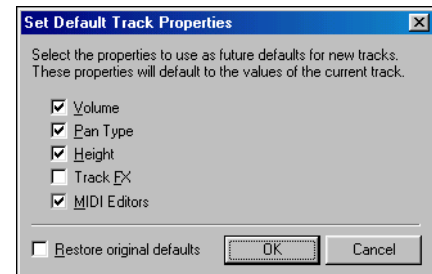 Set Default Track Properties
Select the properties to use as future defaults for new tracks.
These properties will default to the values of the current track.
Volume
Pan Type
Height
Track FX
MIDI Editors
Restore original defaults
OK
Cancel